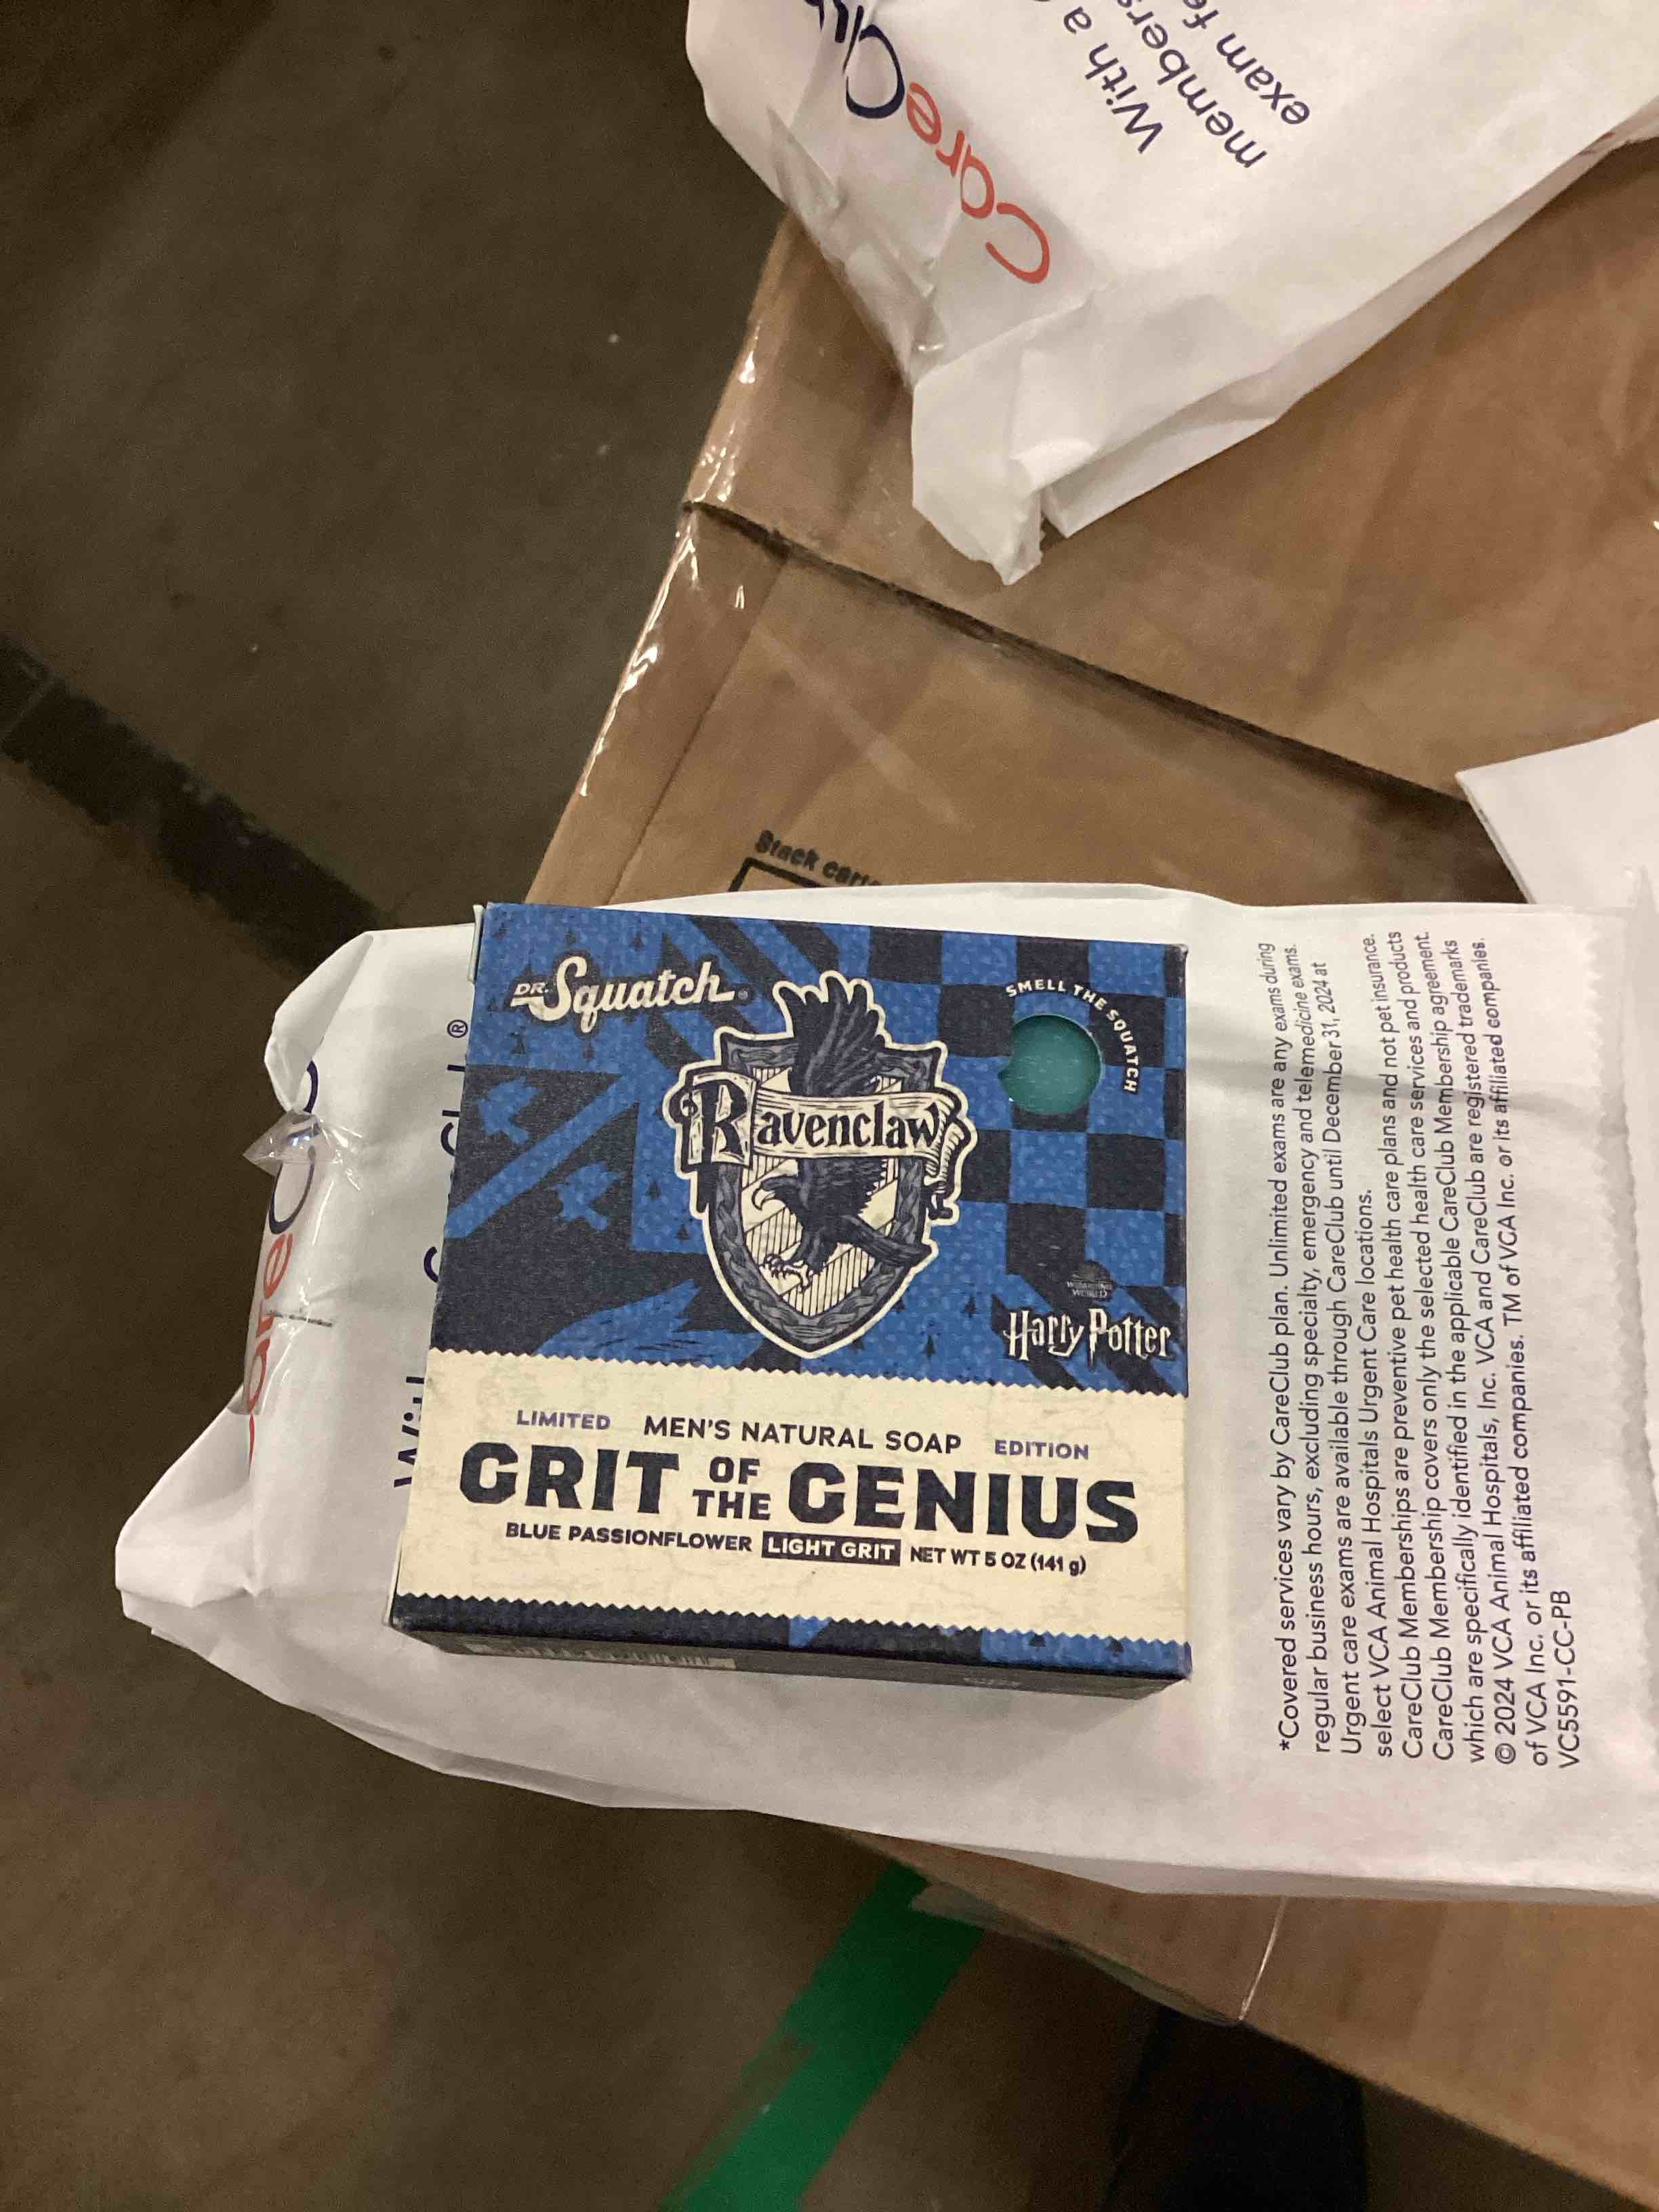 CareClu
With a
members
exam fe
Stack
®
DR. Squatch®
SMELL THE SQUATCH
Ravenclaw
WIZARDING
WORLD
Harry Potter
LIMITED MEN'S NATURAL SOAP EDITION
GRIT OF THE GENIUS
BLUE PASSIONFLOWER LIGHT GRIT NET WT 5 OZ (141 g)
*Covered services vary by CareClub plan. Unlimited exams are any exams during
regular business hours, excluding specialty, emergency and telemedicine exams.
Urgent care exams are available through CareClub until December 31, 2024 at
select VCA Animal Hospitals Urgent Care locations.
CareClub Memberships are preventive pet health care plans and not pet insurance.
CareClub Membership covers only the selected health care services and products
which are specifically identified in the applicable CareClub Membership agreement.
© 2024 VCA Animal Hospitals, Inc. VCA and CareClub are registered trademarks
of VCA Inc. or its affiliated companies. TM of VCA Inc. or its affiliated companies.
VC5591-CC-PB